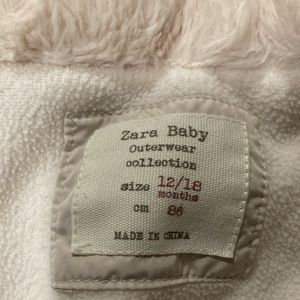 Zara Baby
Outerwear
collection
size 12/18
months
cm 86
MADE IN CHINA